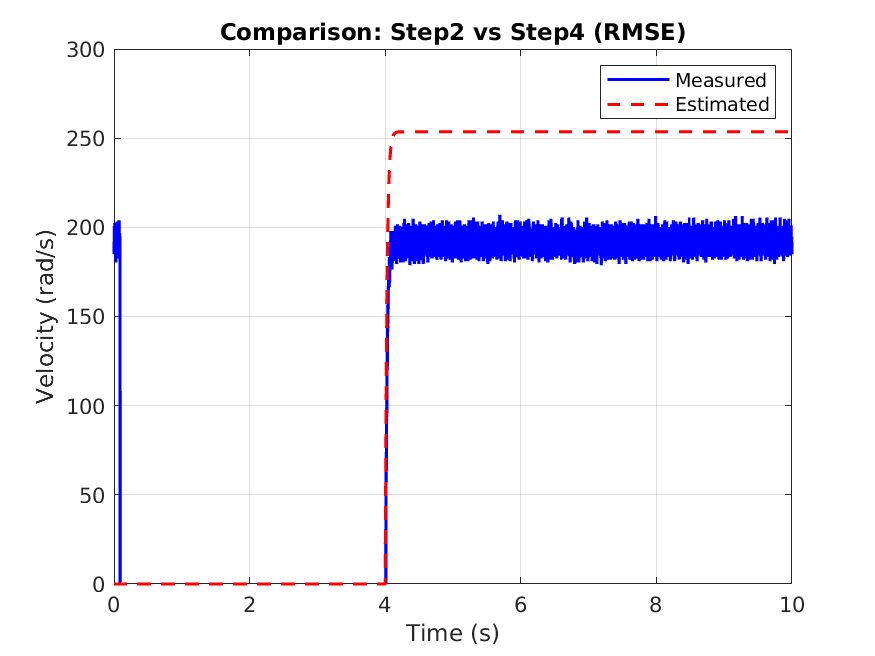 Comparison: Step2 vs Step4 (RMSE)
Measured
Estimated
Velocity (rad/s)
300
250
200
150
100
50
0
0 2 4 6 8 10
Time (s)